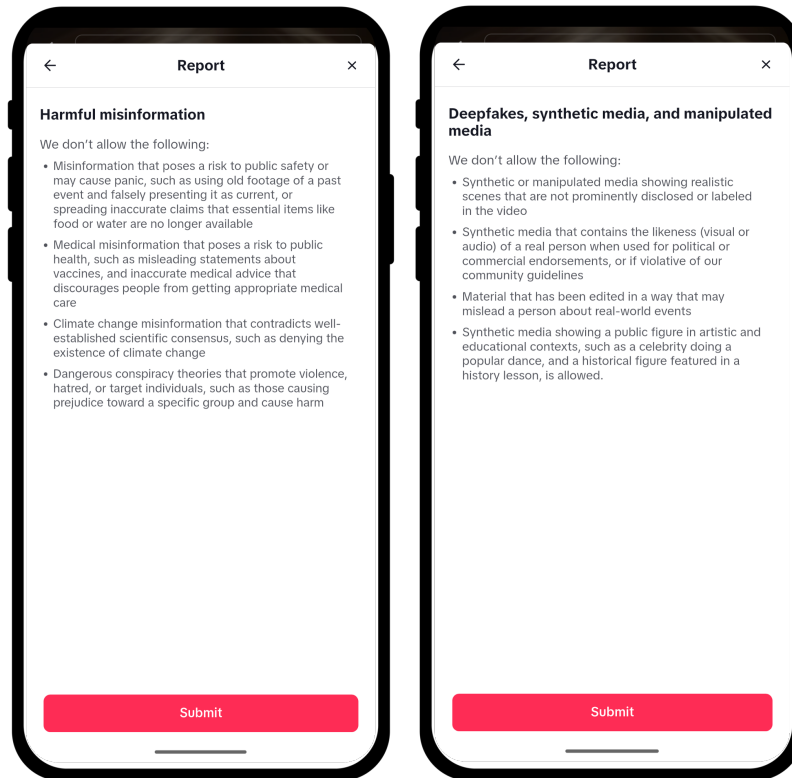 Report
Harmful misinformation
We don’t allow the following:
• Misinformation that poses a risk to public safety or
may cause panic, such as using old footage of a past
event and falsely presenting it as current, or
spreading inaccurate claims that essential items like
food or water are no longer available
• Medical misinformation that poses a risk to public
health, such as misleading statements about
vaccines, and inaccurate medical advice that
discourages people from getting appropriate medical
care
• Climate change misinformation that contradicts well-
established scientific consensus, such as denying the
existence of climate change
• Dangerous conspiracy theories that promote violence,
hatred, or target individuals, such as those causing
prejudice toward a specific group and cause harm
Submit
Report
Deepfakes, synthetic media, and manipulated
media
We don’t allow the following:
• Synthetic or manipulated media showing realistic
scenes that are not prominently disclosed or labeled
in the video
• Synthetic media that contains the likeness (visual or
audio) of a real person when used for political or
commercial endorsements, or if violative of our
community guidelines
• Material that has been edited in a way that may
mislead a person about real-world events
• Synthetic media showing a public figure in artistic and
educational contexts, such as a celebrity doing a
popular dance, and a historical figure featured in a
history lesson, is allowed.
Submit